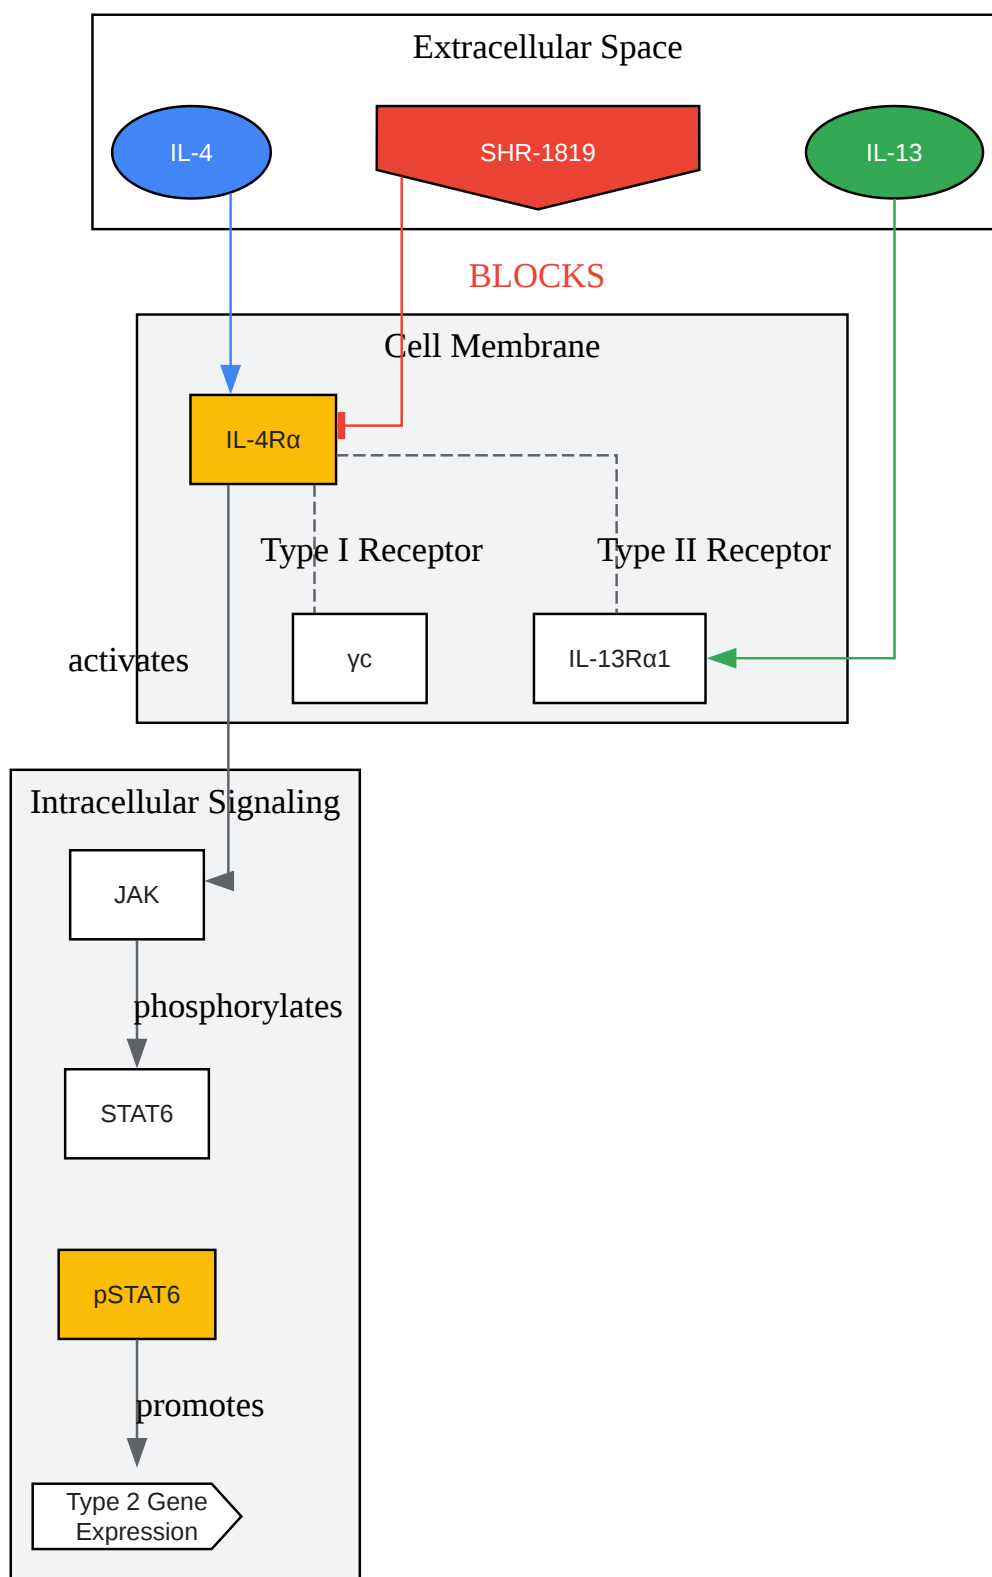 Extracellular Space
IL-4
SHR-1819
IL-13
BLOCKS
Cell Membrane
IL-4Rα
Type I Receptor
Type II Receptor
activates
γc
IL-13Rα1
Intracellular Signaling
JAK
phosphorylates
STAT6
pSTAT6
promotes
Type 2 Gene
Expression